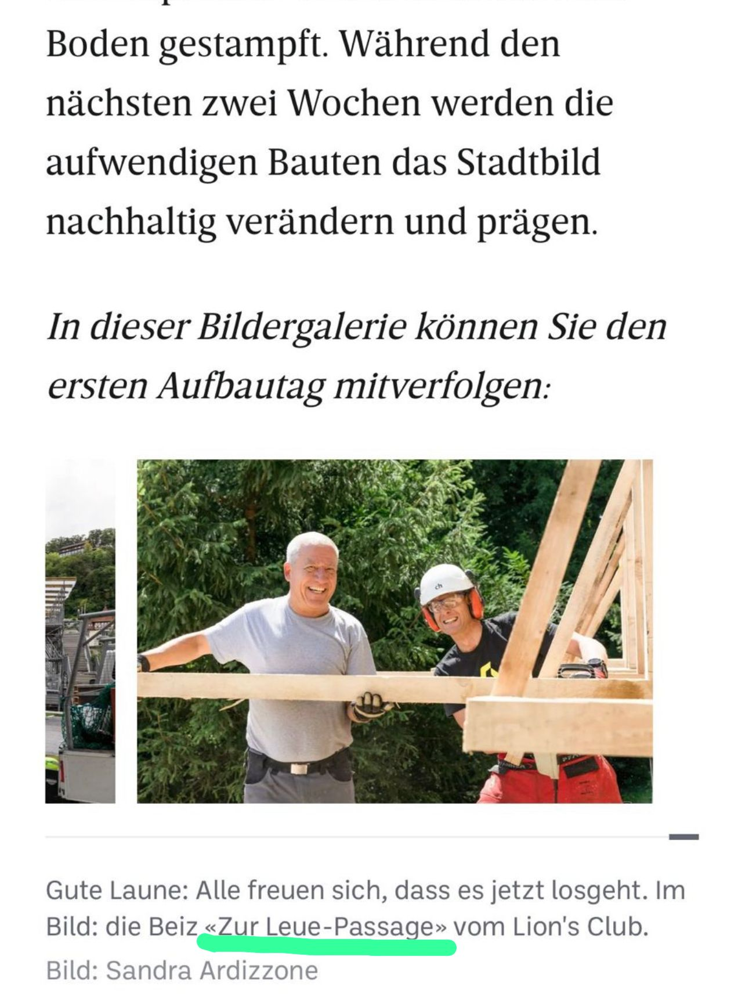 Boden gestampft. Während den
nächsten zwei Wochen werden die
aufwendigen Bauten das Stadtbild
nachhaltig verändern und prägen.
In dieser Bildergalerie können Sie den
ersten Aufbautag mitverfolgen:
ch
Gute Laune: Alle freuen sich, dass es jetzt losgeht. Im
Bild: die Beiz «Zur Leue-Passage» vom Lion's Club.
Bild: Sandra Ardizzone